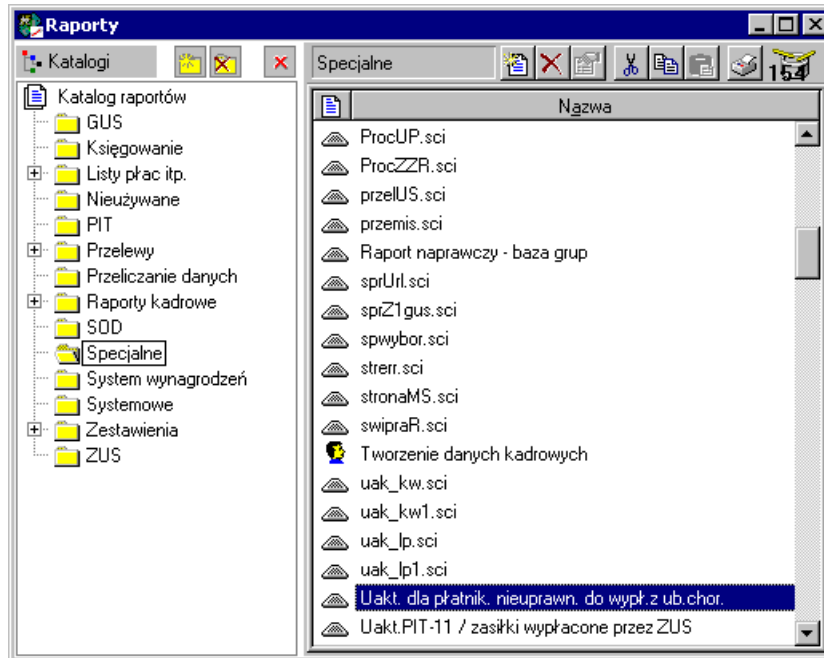 Raporty
Katalogi
Specjalne
154
Katalog raportów
GUS
Księgowanie
Listy płac itp.
Nieużywane
PIT
Przelewy
Przeliczanie danych
Raporty kadrowe
SOD
Specjalne
System wynagrodzeń
Systemowe
Zestawienia
ZUS
Nazwa
ProcUP.sci
ProcZZR.sci
przelUS.sci
przemis.sci
Raport naprawczy - baza grup
sprUrl.sci
sprZ1gus.sci
spwybor.sci
strerr.sci
stronaMS.sci
swipraR.sci
Tworzenie danych kadrowych
uak_kw.sci
uak_kw1.sci
uak_lp.sci
uak_lp1.sci
Uakt. dla płatnik. nieuprawn. do wypł.z ub.chor.
Uakt.PIT-11 / zasiłki wypłacone przez ZUS